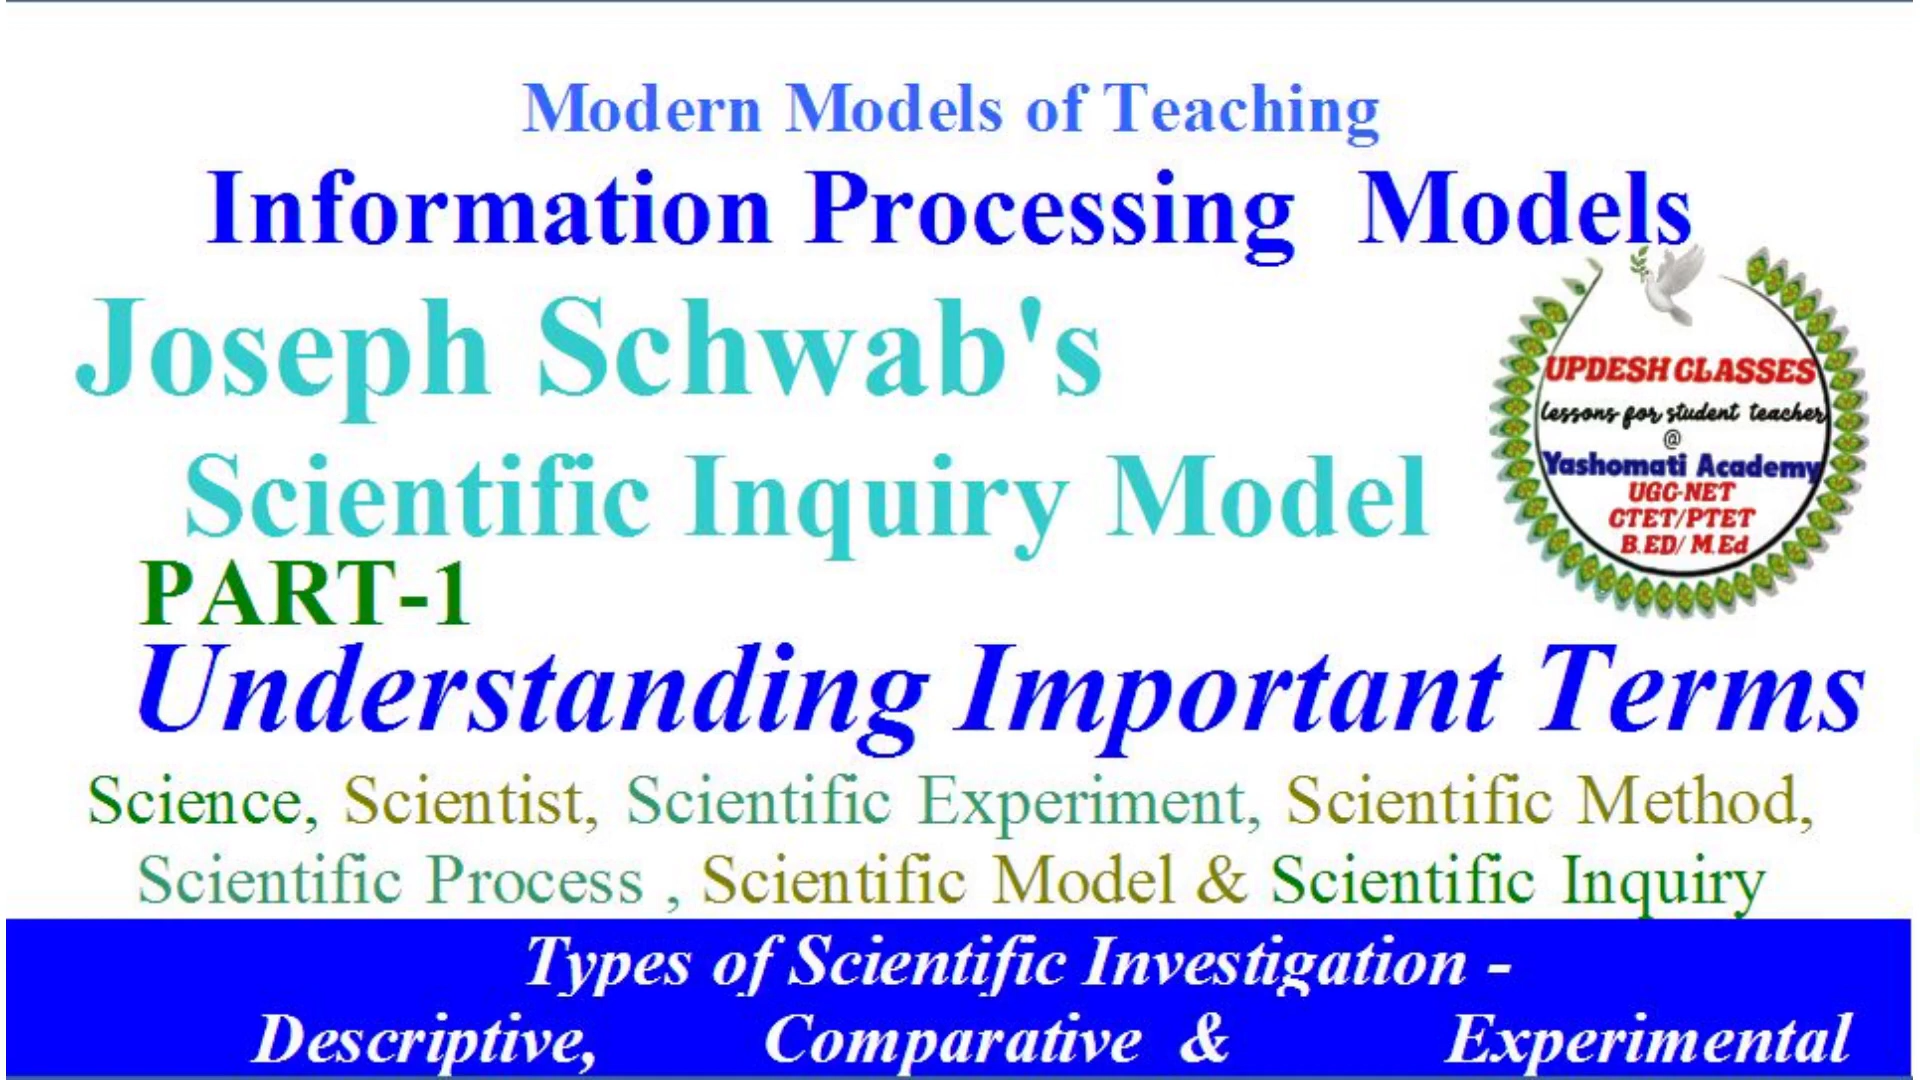 Modern Models of Teaching
Information Processing Models
Joseph Schwab's
Scientific Inquiry Model
UPDESH CLASSES
lessons for student teacher
@
Yashomati Academy
UGC-NET
CTET/PTET
B.ED/ M.Ed
PART-1
Understanding Important Terms
Science, Scientist, Scientific Experiment, Scientific Method,
Scientific Process , Scientific Model & Scientific Inquiry
Types of Scientific Investigation -
Descriptive, Comparative & Experimental